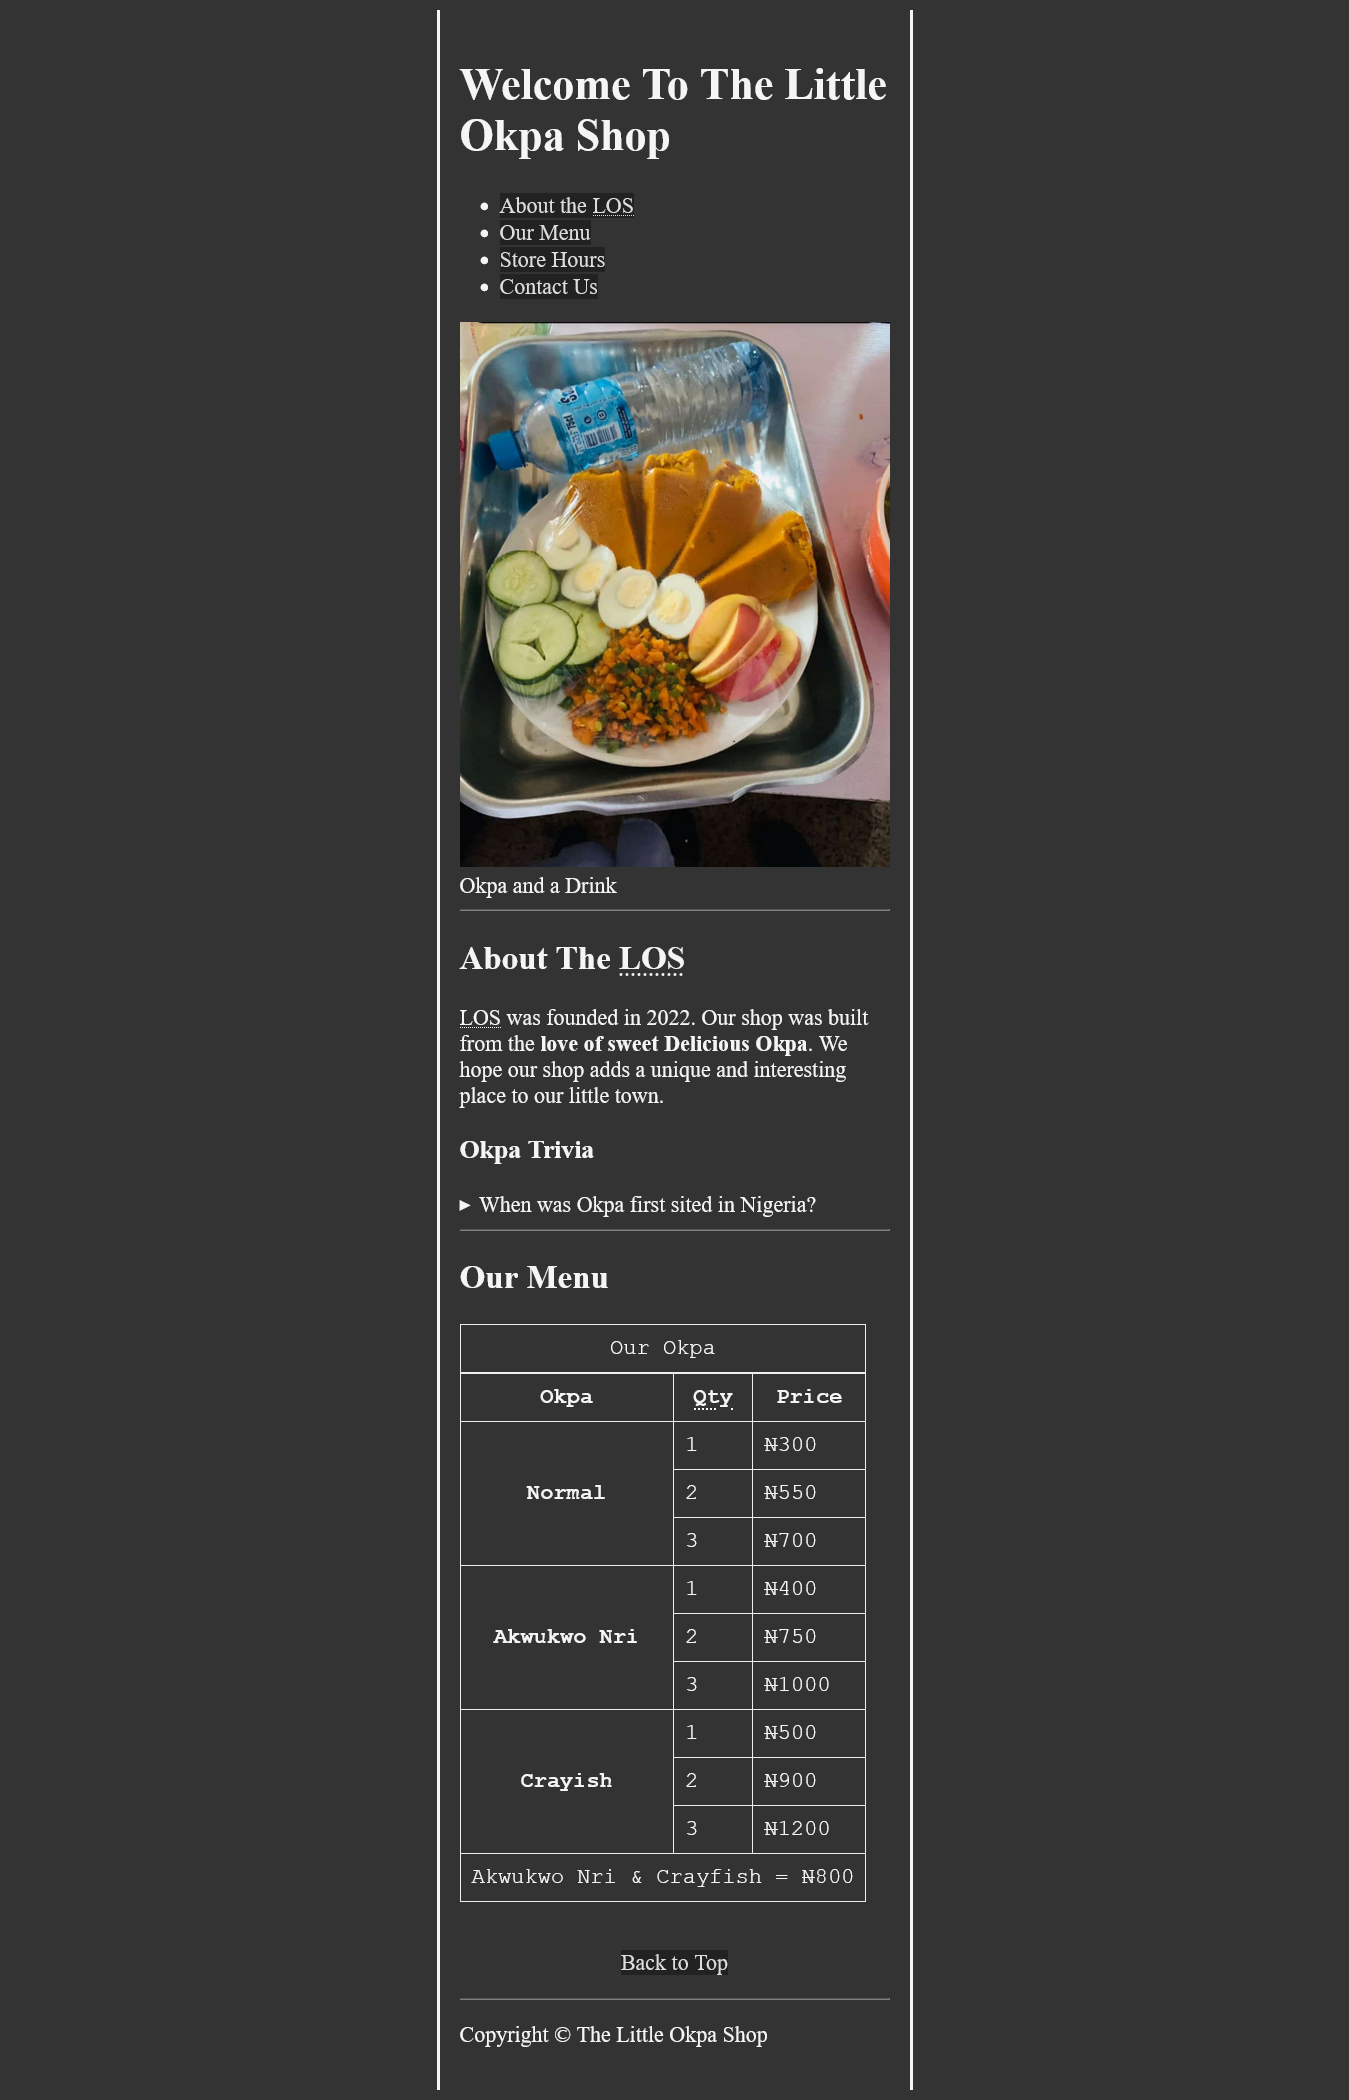 Welcome To The Little
Okpa Shop
About the LOS
Our Menu
Store Hours
Contact Us
75cl
Okpa and a Drink
About The LOS
LOS was founded in 2022. Our shop was built
from the love of sweet Delicious Okpa. We
hope our shop adds a unique and interesting
place to our little town.
Okpa Trivia
When was Okpa first sited in Nigeria?
Our Menu
Our Okpa
Okpa Qty Price
1 ₦300
Normal 2 ₦550
3 ₦700
1 ₦400
Akwukwo Nri 2 ₦750
3 ₦1000
1 ₦500
Crayish 2 ₦900
3 ₦1200
Akwukwo Nri & Crayfish = ₦800
Back to Top
Copyright © The Little Okpa Shop